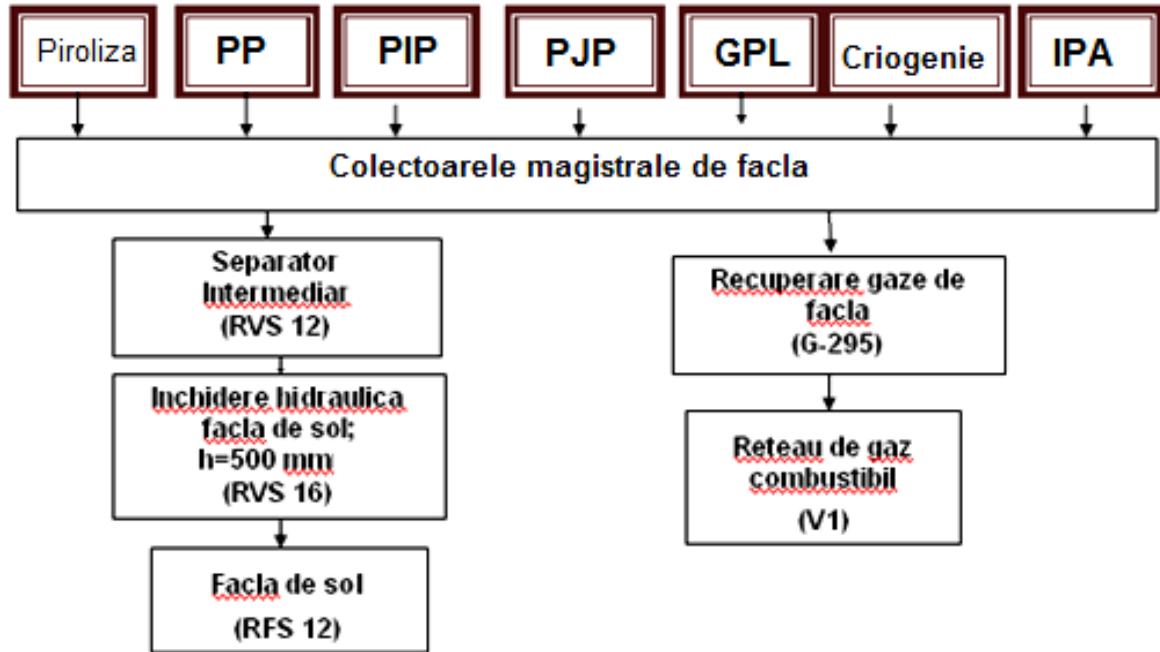 Piroliza
PP
PIP
PJP
GPL
Criogenie
IPA
Colectoarele magistrale de facla
Separator
Intermediar
(RVS 12)
Inchidere hidraulica
facla de sol;
h=500 mm
(RVS 16)
Facla de sol
(RFS 12)
Recuperare gaze de
facla
(G-295)
Reteau de gaz
combustibil
(V1)